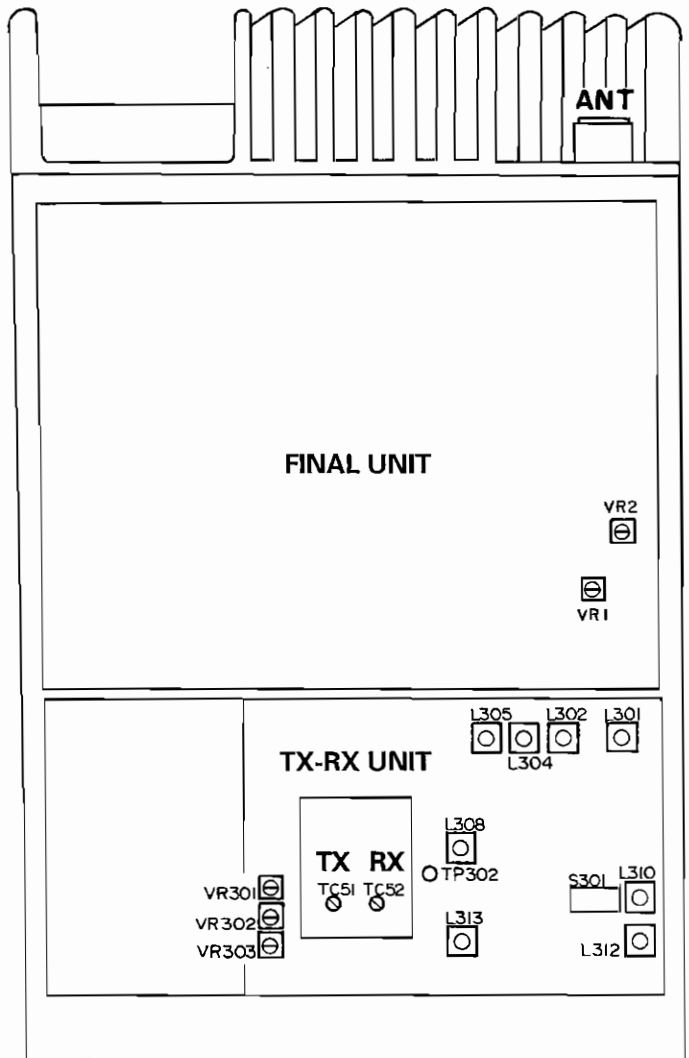 ANT
FINAL UNIT
VR2
VR1
L305
L302
L301
L304
TX-RX UNIT
L308
TX RX
TP302
TC51 TC52
S301
L310
VR301
VR302
VR303
L313
L312